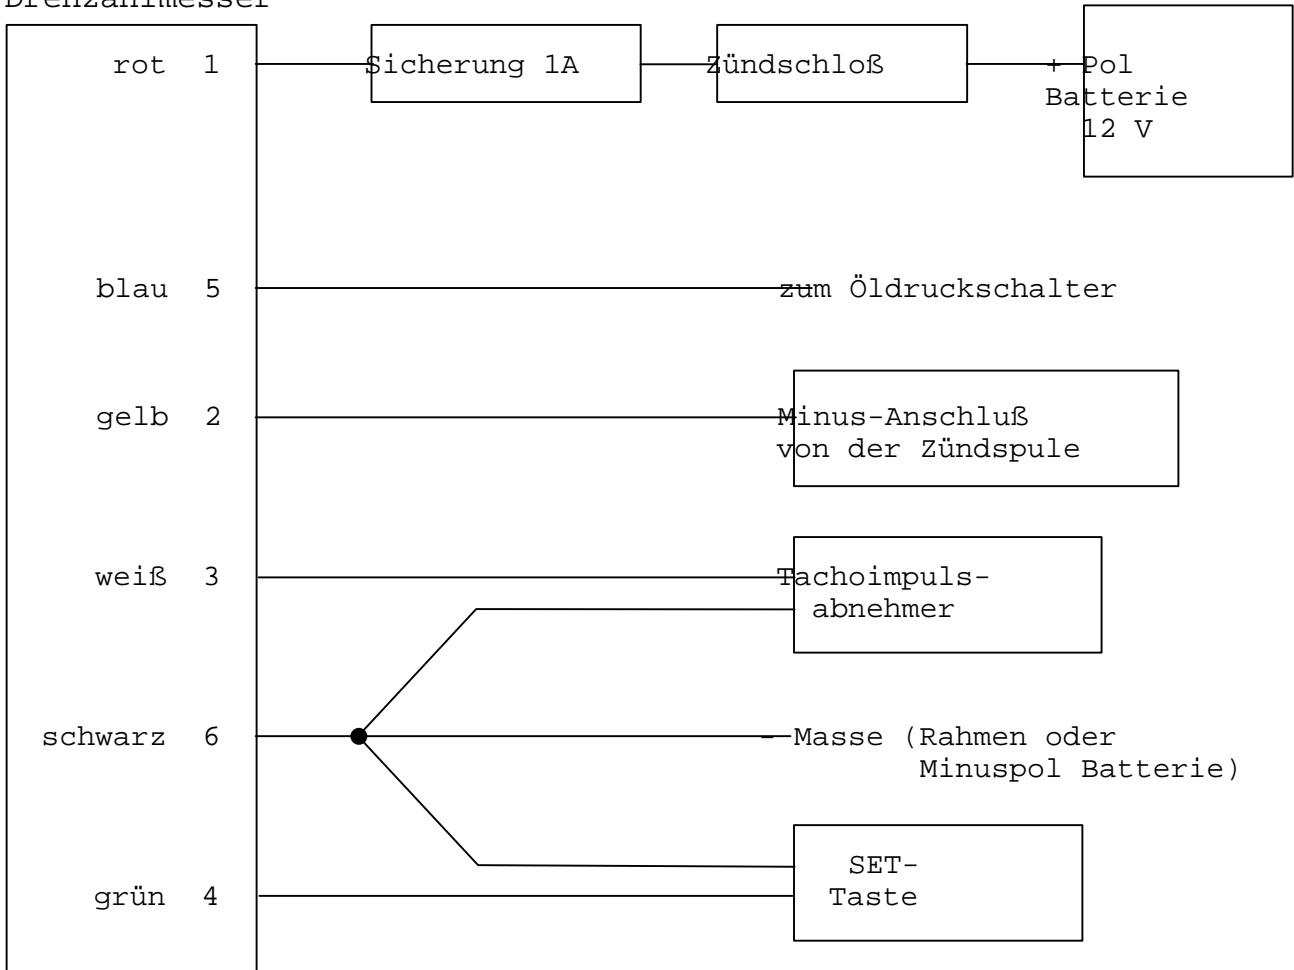 Drehzahlmesser
rot 1 Sicherung 1A Zündschloß + Pol
Batterie
12 V
blau 5 zum Öldruckschalter
gelb 2 Minus-Anschluß
von der Zündspule
weiß 3 Tachoimpuls-
abnehmer
schwarz 6 - Masse (Rahmen oder
Minuspol Batterie)
SET-
grün 4 Taste